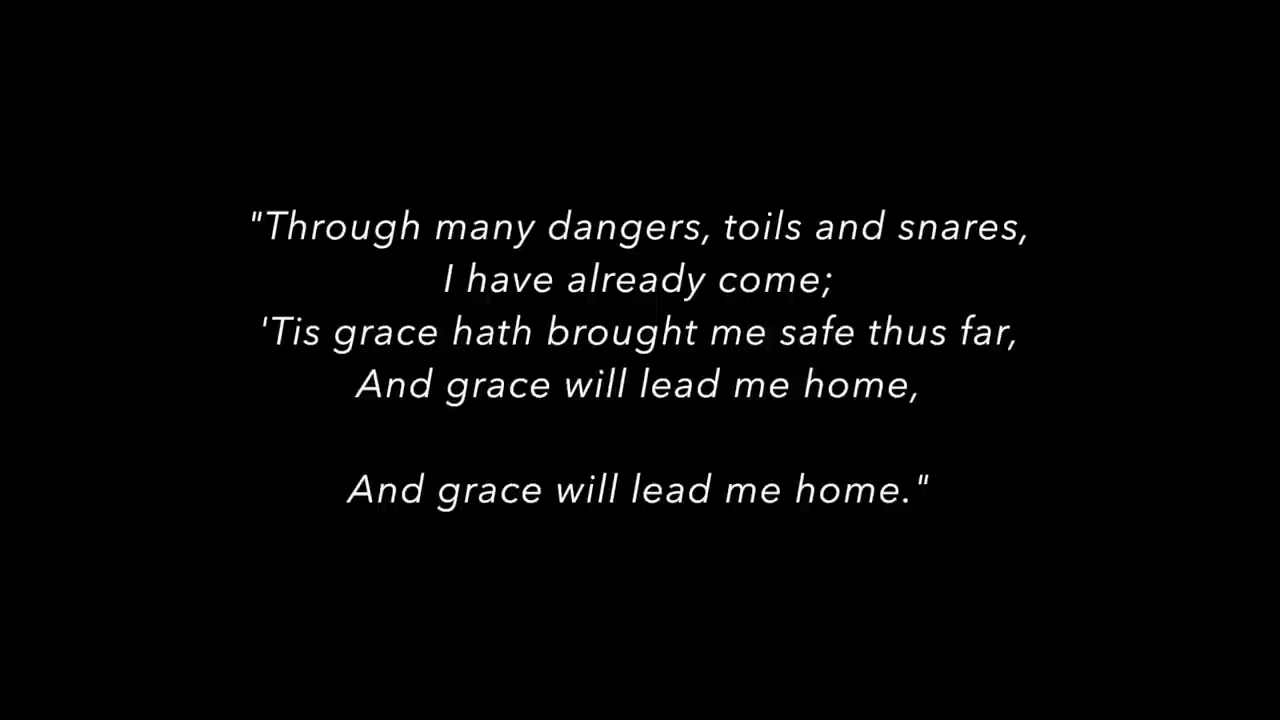 "Through many dangers, toils and snares,
I have already come;
'Tis grace hath brought me safe thus far,
And grace will lead me home,
And grace will lead me home."